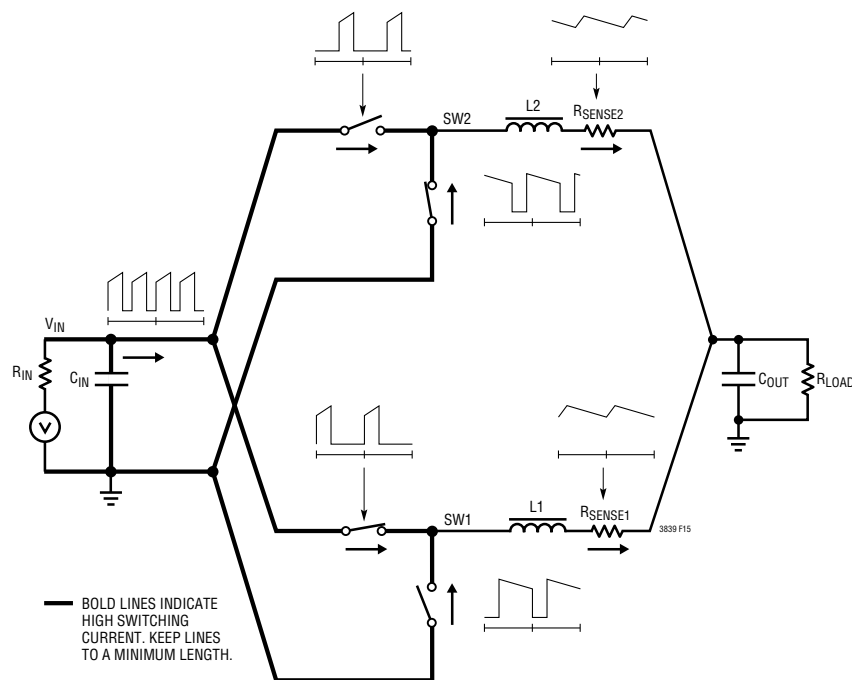 SW2
L2
RSENSE2
VIN
RIN
CIN
V
COUT
RLOAD
SW1
L1
RSENSE1
3839 F15
BOLD LINES INDICATE
HIGH SWITCHING
CURRENT. KEEP LINES
TO A MINIMUM LENGTH.